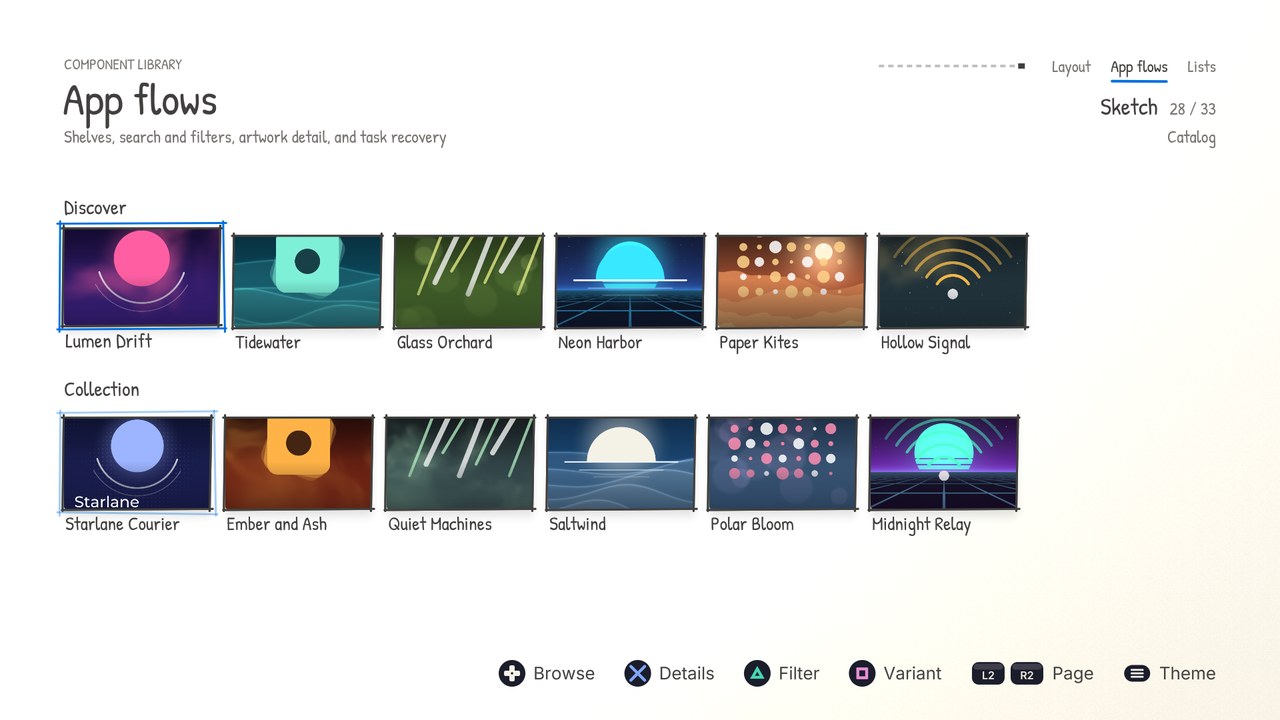 COMPONENT LIBRARY
App flows
Shelves, search and filters, artwork detail, and task recovery
Layout App flows Lists
Sketch 28 / 33
Catalog
Discover
Lumen Drift Tidewater Glass Orchard Neon Harbor Paper Kites Hollow Signal
Collection
Starlane
Starlane Courier Ember and Ash Quiet Machines Saltwind Polar Bloom Midnight Relay
Browse Details Filter Variant L2 R2 Page Theme